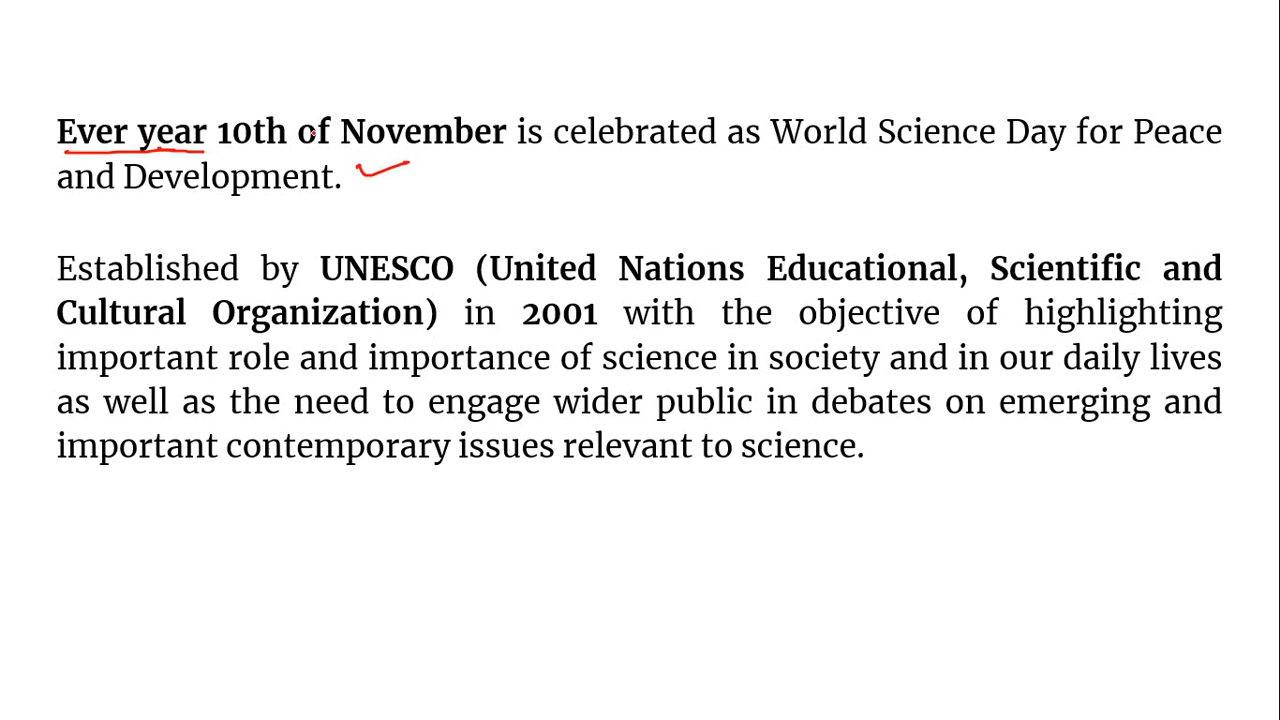 Ever year 10th of November is celebrated as World Science Day for Peace
and Development.
Established by UNESCO (United Nations Educational, Scientific and
Cultural Organization) in 2001 with the objective of highlighting
important role and importance of science in society and in our daily lives
as well as the need to engage wider public in debates on emerging and
important contemporary issues relevant to science.